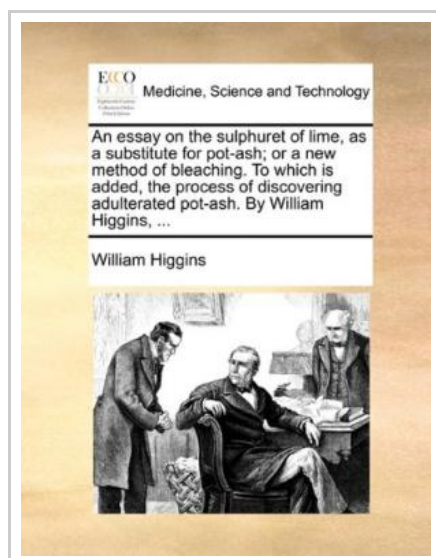 ECCO
Medicine, Science and Technology
An essay on the sulphuret of lime, as
a substitute for pot-ash; or a new
method of bleaching. To which is
added, the process of discovering
adulterated pot-ash. By William
Higgins, ...
William Higgins